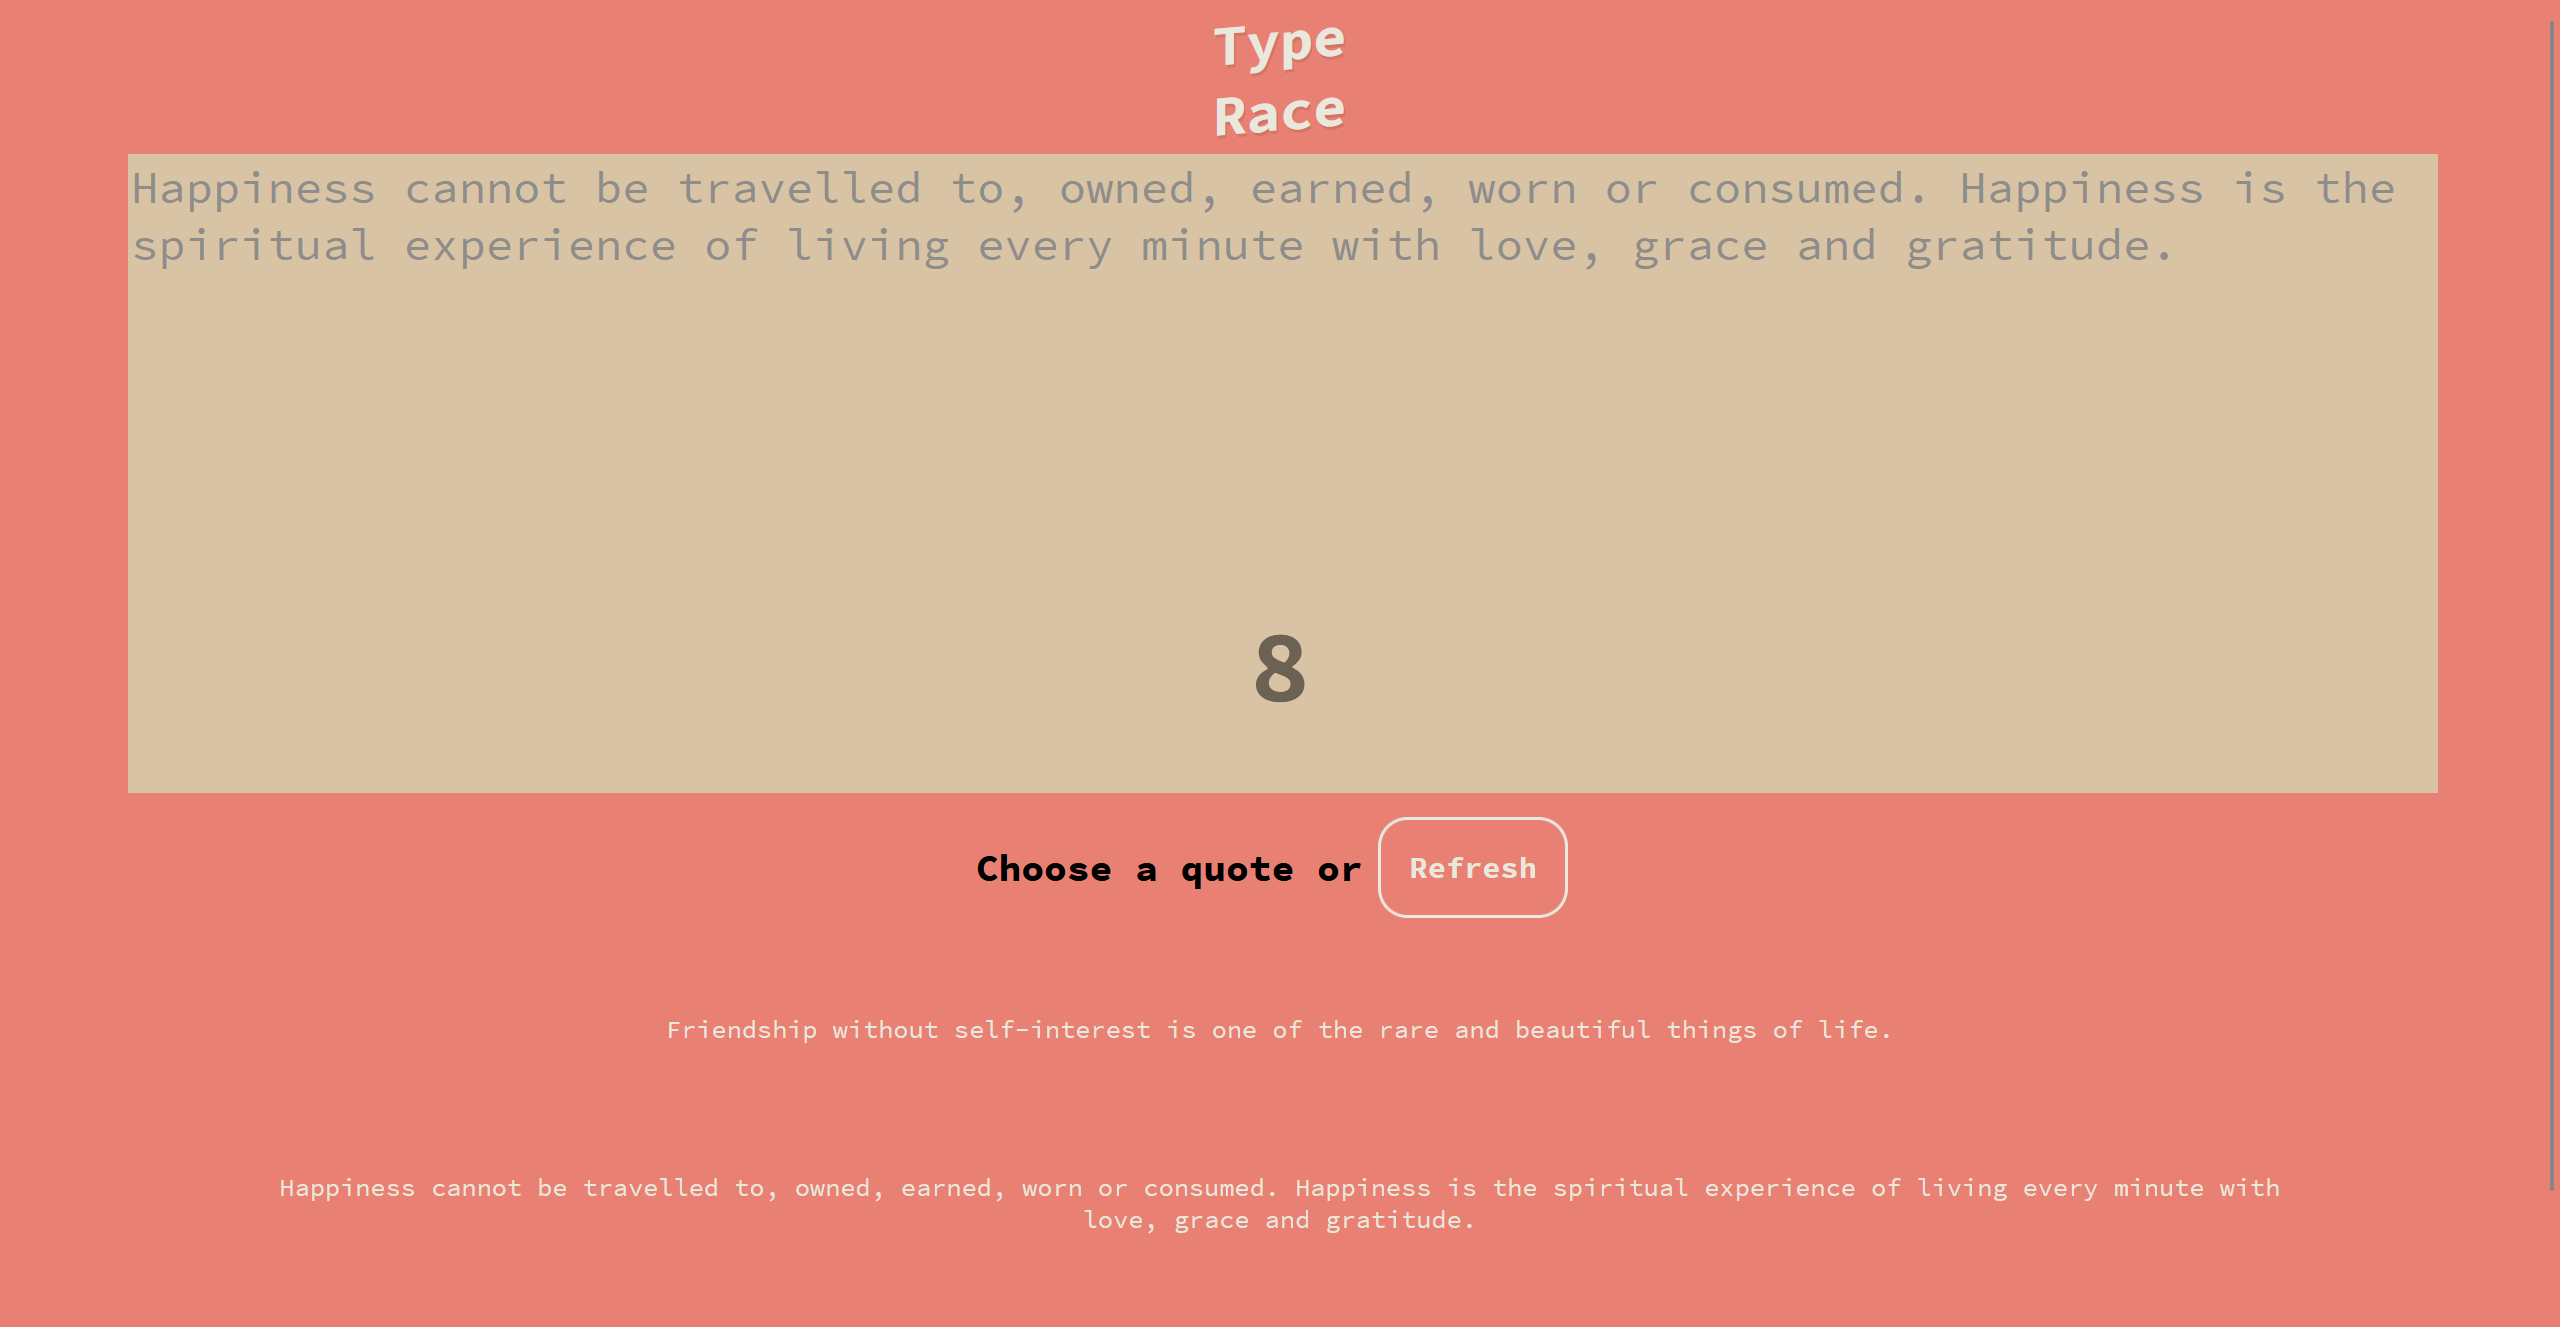 Type
Race
Happiness cannot be travelled to, owned, earned, worn or consumed. Happiness is the
spiritual experience of living every minute with love, grace and gratitude.
8
Choose a quote or Refresh
Friendship without self-interest is one of the rare and beautiful things of life.
Happiness cannot be travelled to, owned, earned, worn or consumed. Happiness is the spiritual experience of living every minute with
love, grace and gratitude.